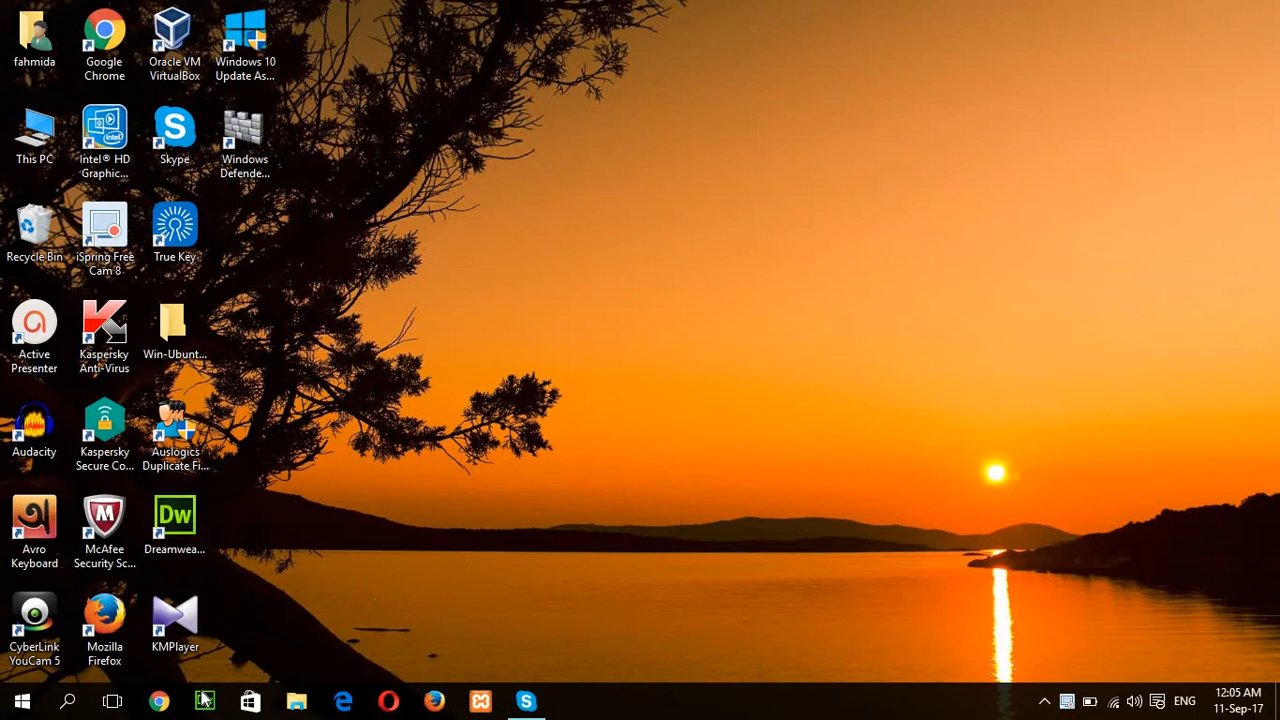 fahmida
Google
Chrome
Oracle VM
VirtualBox
Windows 10
Update As...
This PC
Intel® HD
Graphic...
Skype
Windows
Defende...
Recycle Bin
iSpring Free
Cam 8
True Key
Active
Presenter
Kaspersky
Anti-Virus
Win-Ubunt...
Audacity
Kaspersky
Secure Co...
Auslogics
Duplicate Fi...
Avro
Keyboard
McAfee
Security Sc...
Dw
Dreamwea...
CyberLink
YouCam 5
Mozilla
Firefox
KMPlayer
ENG
12:05 AM
11-Sep-17